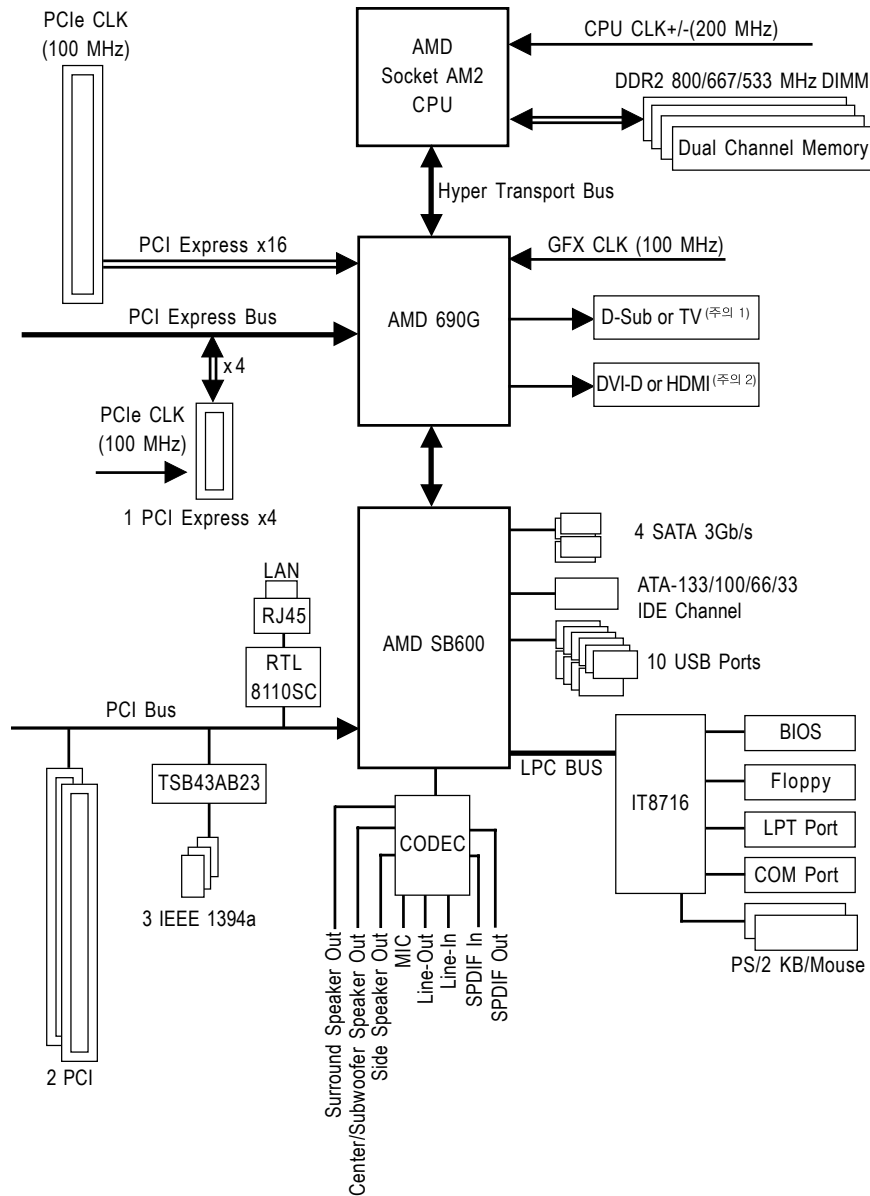 PCIe CLK
(100 MHz)
AMD
Socket AM2
CPU
CPU CLK+/-(200 MHz)
DDR2 800/667/533 MHz DIMM
Dual Channel Memory
Hyper Transport Bus
PCI Express x16
GFX CLK (100 MHz)
AMD 690G
D-Sub or TV (주의 1)
PCI Express Bus
x 4
DVI-D or HDMI (주의 2)
PCIe CLK
(100 MHz)
1 PCI Express x4
4 SATA 3Gb/s
LAN
RJ45
AMD SB600
ATA-133/100/66/33
IDE Channel
RTL
8110SC
10 USB Ports
PCI Bus
LPC BUS
BIOS
TSB43AB23
IT8716
Floppy
CODEC
LPT Port
COM Port
3 IEEE 1394a
PS/2 KB/Mouse
Surround Speaker Out
Center/Subwoofer Speaker Out
Side Speaker Out
MIC
Line-Out
Line-In
SPDIF In
SPDIF Out
2 PCI